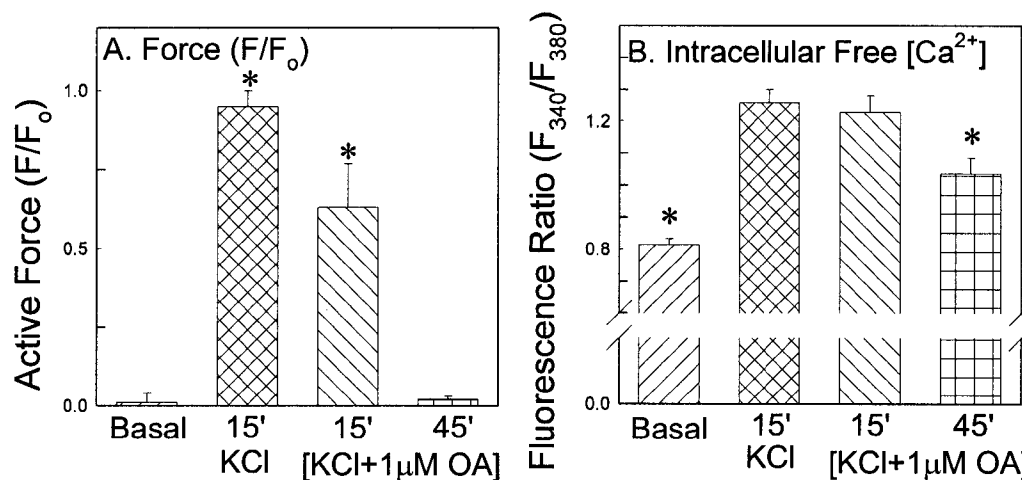 A. Force (F/Fo)
Active Force (F/Fo)
1.0
0.5
0.0
*
*
Basal
15'
15'
45'
KCl
[KCl+1μM OA]
B. Intracellular Free [Ca2+]
Fluorescence Ratio (F340/F380)
1.2
0.8
0.0
*
*
Basal
15'
15'
45'
KCl
[KCl+1μM OA]